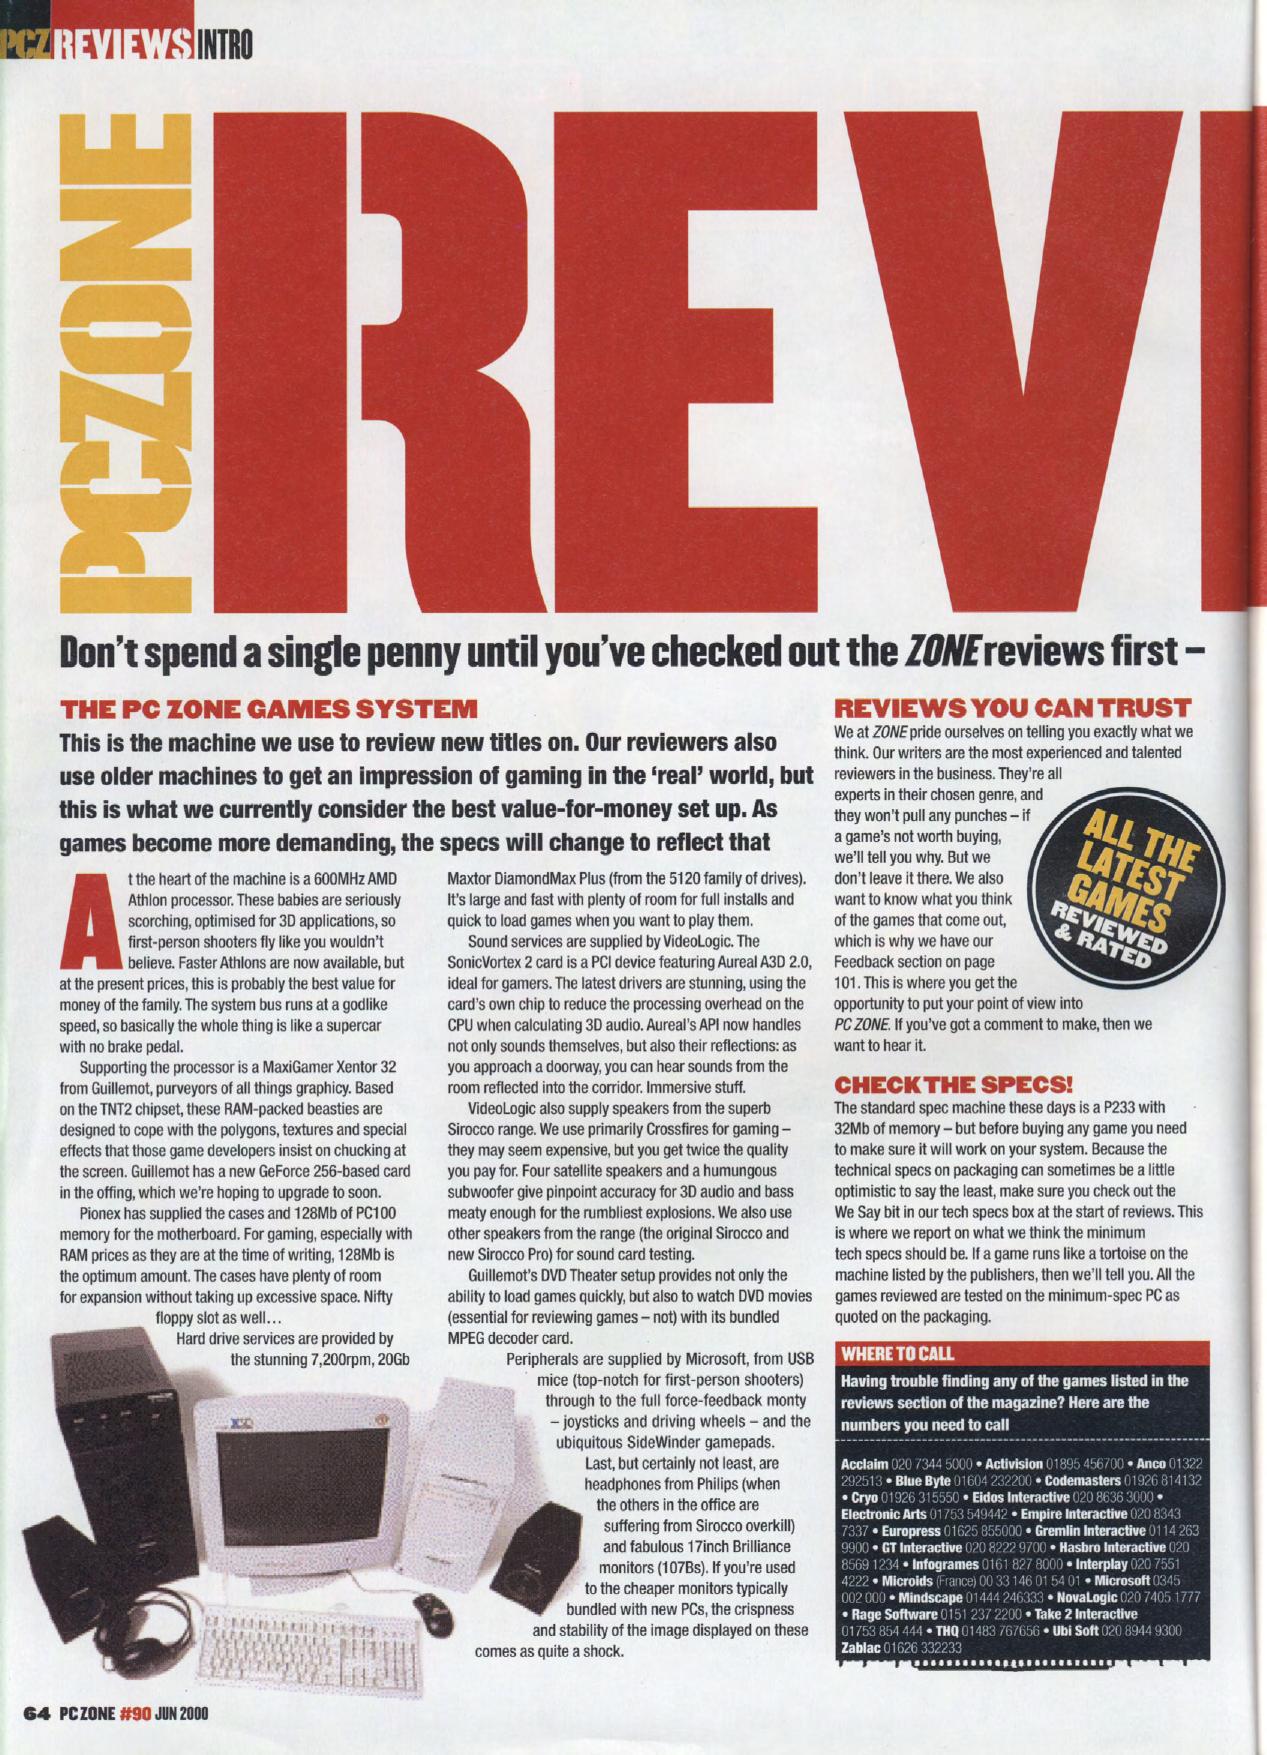 PCZ REVIEWS INTRO
PCZONE
REVI
Don't spend a single penny until you've checked out the ZONE reviews first –
THE PC ZONE GAMES SYSTEM
This is the machine we use to review new titles on. Our reviewers also
use older machines to get an impression of gaming in the 'real' world, but
this is what we currently consider the best value-for-money set up. As
games become more demanding, the specs will change to reflect that
At the heart of the machine is a 600MHz AMD
Athlon processor. These babies are seriously
scorching, optimised for 3D applications, so
first-person shooters fly like you wouldn't
believe. Faster Athlons are now available, but
at the present prices, this is probably the best value for
money of the family. The system bus runs at a godlike
speed, so basically the whole thing is like a supercar
with no brake pedal.
Supporting the processor is a MaxiGamer Xentor 32
from Guillemot, purveyors of all things graphicy. Based
on the TNT2 chipset, these RAM-packed beasties are
designed to cope with the polygons, textures and special
effects that those game developers insist on chucking at
the screen. Guillemot has a new GeForce 256-based card
in the offing, which we're hoping to upgrade to soon.
Pionex has supplied the cases and 128Mb of PC100
memory for the motherboard. For gaming, especially with
RAM prices as they are at the time of writing, 128Mb is
the optimum amount. The cases have plenty of room
for expansion without taking up excessive space. Nifty
floppy slot as well...
Hard drive services are provided by
the stunning 7,200rpm, 20Gb
Maxtor DiamondMax Plus (from the 5120 family of drives).
It's large and fast with plenty of room for full installs and
quick to load games when you want to play them.
Sound services are supplied by VideoLogic. The
SonicVortex 2 card is a PCI device featuring Aureal A3D 2.0,
ideal for gamers. The latest drivers are stunning, using the
card's own chip to reduce the processing overhead on the
CPU when calculating 3D audio. Aureal's API now handles
not only sounds themselves, but also their reflections: as
you approach a doorway, you can hear sounds from the
room reflected into the corridor. Immersive stuff.
VideoLogic also supply speakers from the superb
Sirocco range. We use primarily Crossfires for gaming –
they may seem expensive, but you get twice the quality
you pay for. Four satellite speakers and a humungous
subwoofer give pinpoint accuracy for 3D audio and bass
meaty enough for the rumbliest explosions. We also use
other speakers from the range (the original Sirocco and
new Sirocco Pro) for sound card testing.
Guillemot's DVD Theater setup provides not only the
ability to load games quickly, but also to watch DVD movies
(essential for reviewing games – not) with its bundled
MPEG decoder card.
Peripherals are supplied by Microsoft, from USB
mice (top-notch for first-person shooters)
through to the full force-feedback monty
– joysticks and driving wheels – and the
ubiquitous SideWinder gamepads.
Last, but certainly not least, are
headphones from Philips (when
the others in the office are
suffering from Sirocco overkill)
and fabulous 17inch Brilliance
monitors (107Bs). If you're used
to the cheaper monitors typically
bundled with new PCs, the crispness
and stability of the image displayed on these
comes as quite a shock.
REVIEWS YOU CAN TRUST
We at ZONE pride ourselves on telling you exactly what we
think. Our writers are the most experienced and talented
reviewers in the business. They're all
experts in their chosen genre, and
they won't pull any punches – if
a game's not worth buying,
we'll tell you why. But we
don't leave it there. We also
want to know what you think
of the games that come out,
which is why we have our
Feedback section on page
101. This is where you get the
opportunity to put your point of view into
PC ZONE. If you've got a comment to make, then we
want to hear it.
ALL THE
LATEST
GAMES
REVIEWED
& RATED
CHECK THE SPECS!
The standard spec machine these days is a P233 with
32Mb of memory – but before buying any game you need
to make sure it will work on your system. Because the
technical specs on packaging can sometimes be a little
optimistic to say the least, make sure you check out the
We Say bit in our tech specs box at the start of reviews. This
is where we report on what we think the minimum
tech specs should be. If a game runs like a tortoise on the
machine listed by the publishers, then we'll tell you. All the
games reviewed are tested on the minimum-spec PC as
quoted on the packaging.
WHERE TO CALL
Having trouble finding any of the games listed in the
reviews section of the magazine? Here are the
numbers you need to call
Acclaim 020 7344 5000 • Activision 01895 456700 • Anco 01322
292513 • Blue Byte 01604 232200 • Codemasters 01926 814132
• Cryo 01926 315550 • Eidos Interactive 020 8636 3000 •
Electronic Arts 01753 549442 • Empire Interactive 020 8343
7337 • Europress 01625 855000 • Gremlin Interactive 0114 263
9900 • GT Interactive 020 8222 9700 • Hasbro Interactive 020
8569 1234 • Infogrames 0161 827 8000 • Interplay 020 7551
4222 • Microids (France) 00 33 146 01 54 01 • Microsoft 0345
002 000 • Mindscape 01444 246333 • NovaLogic 020 7405 1777
• Rage Software 0151 237 2200 • Take 2 Interactive
01753 854 444 • THQ 01483 767656 • Ubi Soft 020 8944 9300
Zablac 01626 332233
64 PC ZONE #90 JUN 2000